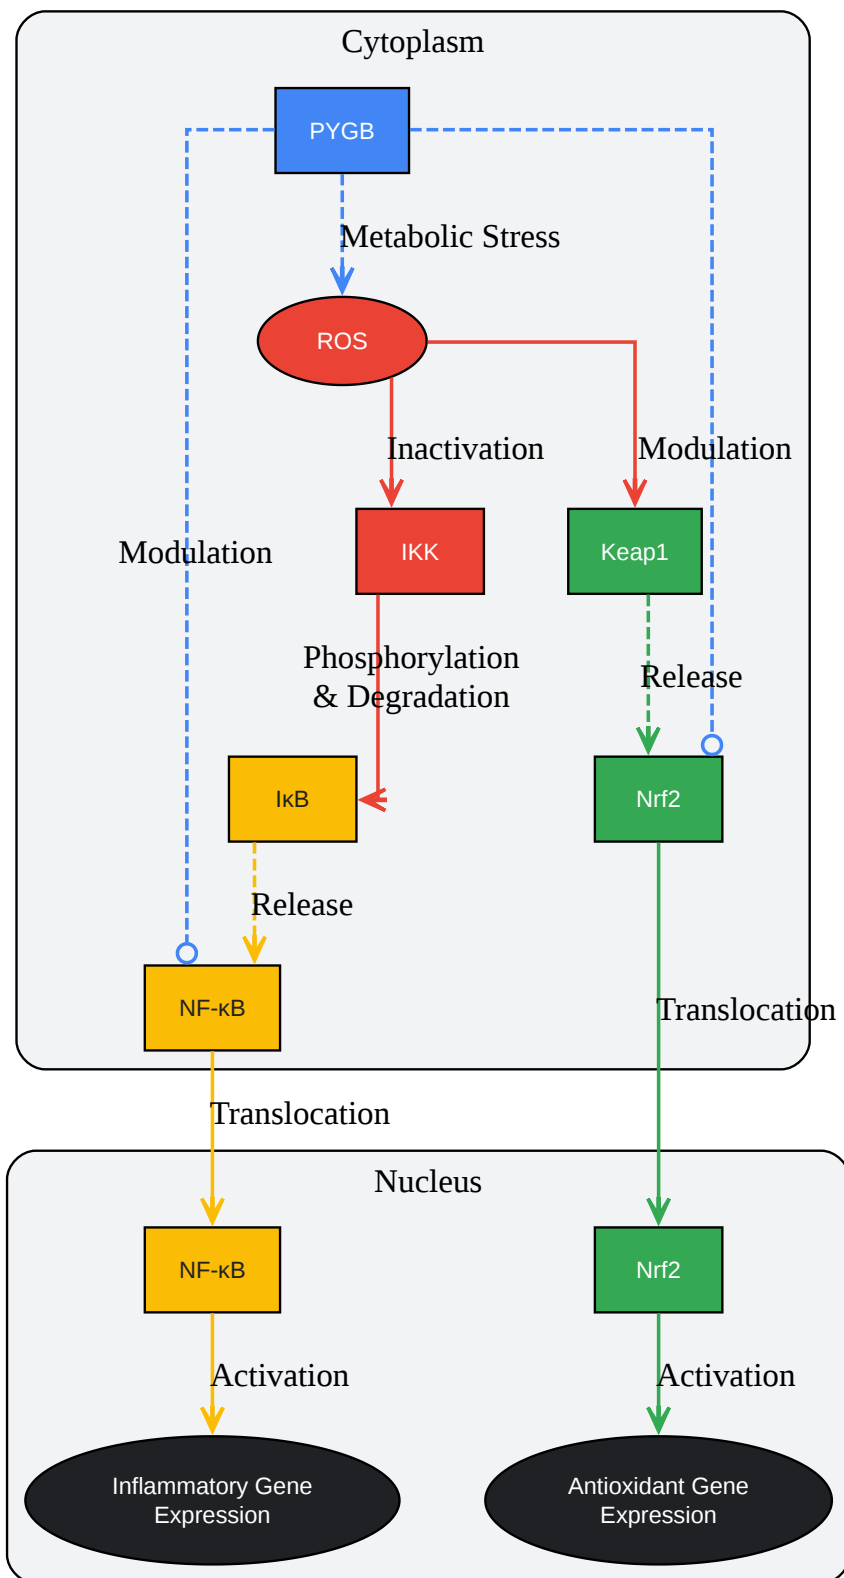 Cytoplasm
PYGB
Metabolic Stress
ROS
Inactivation
Modulation
IKK
Keap1
Modulation
Phosphorylation
& Degradation
Release
IκB
Nrf2
Release
NF-κB
Translocation
Translocation
Nucleus
NF-κB
Nrf2
Activation
Activation
Inflammatory Gene
Expression
Antioxidant Gene
Expression